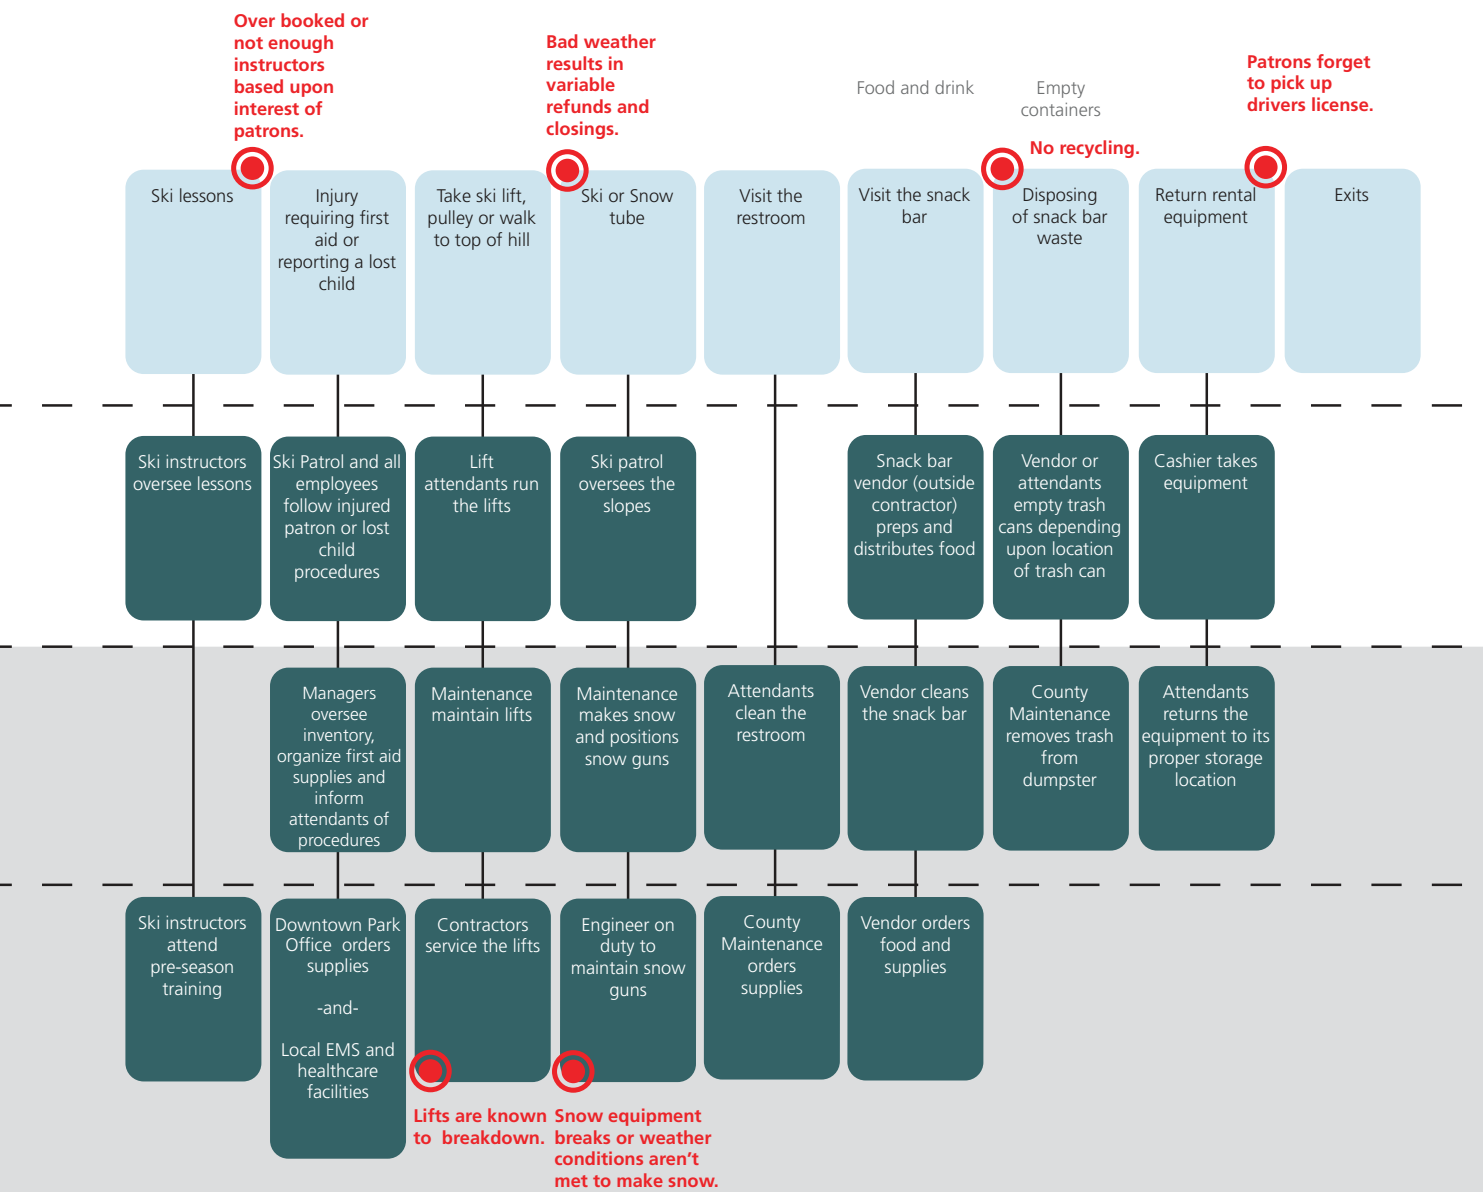 Over booked or
not enough
instructors
based upon
interest of
patrons.
Bad weather
results in
variable
refunds and
closings.
Food and drink
Empty
containers
No recycling.
Patrons forget
to pick up
drivers license.
Ski lessons
Injury
requiring first
aid or
reporting a lost
child
Take ski lift,
pulley or walk
to top of hill
Ski or Snow
tube
Visit the
restroom
Visit the snack
bar
Disposing
of snack bar
waste
Return rental
equipment
Exits
Ski instructors
oversee lessons
Ski Patrol and all
employees
follow injured
patron or lost
child
procedures
Lift
attendants run
the lifts
Ski patrol
oversees the
slopes
Snack bar
vendor (outside
contractor)
preps and
distributes food
Vendor or
attendants
empty trash
cans depending
upon location
of trash can
Cashier takes
equipment
Managers
oversee
inventory,
organize first aid
supplies and
inform
attendants of
procedures
Maintenance
maintain lifts
Maintenance
makes snow
and positions
snow guns
Attendants
clean the
restroom
Vendor cleans
the snack bar
County
Maintenance
removes trash
from
dumpster
Attendants
returns the
equipment to its
proper storage
location
Ski instructors
attend
pre-season
training
Downtown Park
Office orders
supplies
-and-
Local EMS and
healthcare
facilities
Contractors
service the lifts
Engineer on
duty to
maintain snow
guns
County
Maintenance
orders
supplies
Vendor orders
food and
supplies
Lifts are known
to breakdown.
Snow equipment
breaks or weather
conditions aren't
met to make snow.